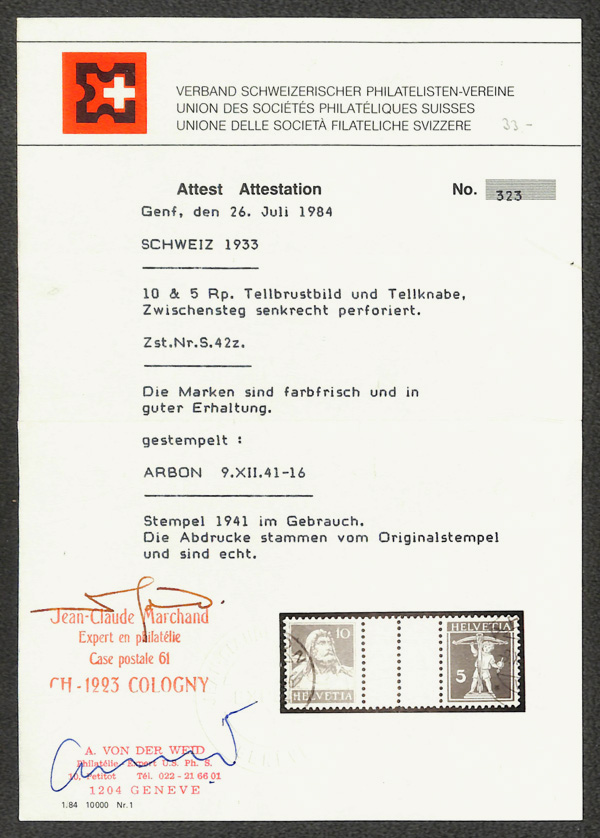 VERBAND SCHWEIZERISCHER PHILATELISTEN-VEREINE
UNION DES SOCIÉTÉS PHILATÉLIQUES SUISSES
UNIONE DELLE SOCIETÀ FILATELICHE SVIZZERE
33-
Attest Attestation
No. 323
Genf, den 26. Juli 1984
SCHWEIZ 1933
10 & 5 Rp. Tellbrustbild und Tellknabe,
Zwischensteg senkrecht perforiert.
Zst.Nr.S.42z.
Die Marken sind farbfrisch und in
guter Erhaltung.
gestempelt :
ARBON 9.XII.41-16
Stempel 1941 im Gebrauch.
Die Abdrucke stammen vom Originalstempel
und sind echt.
Jean-Claude Marchand
Expert en philatélie
Case postale 61
CH-1223 COLOGNY
10
HELVETIA
HELVETIA
5
A. VON DER WEID
Philatélie - Expert U.S. Ph. S.
10, Petitot Tél. 022 - 21 66 01
1204 GENEVE
1.84 10000 Nr.1